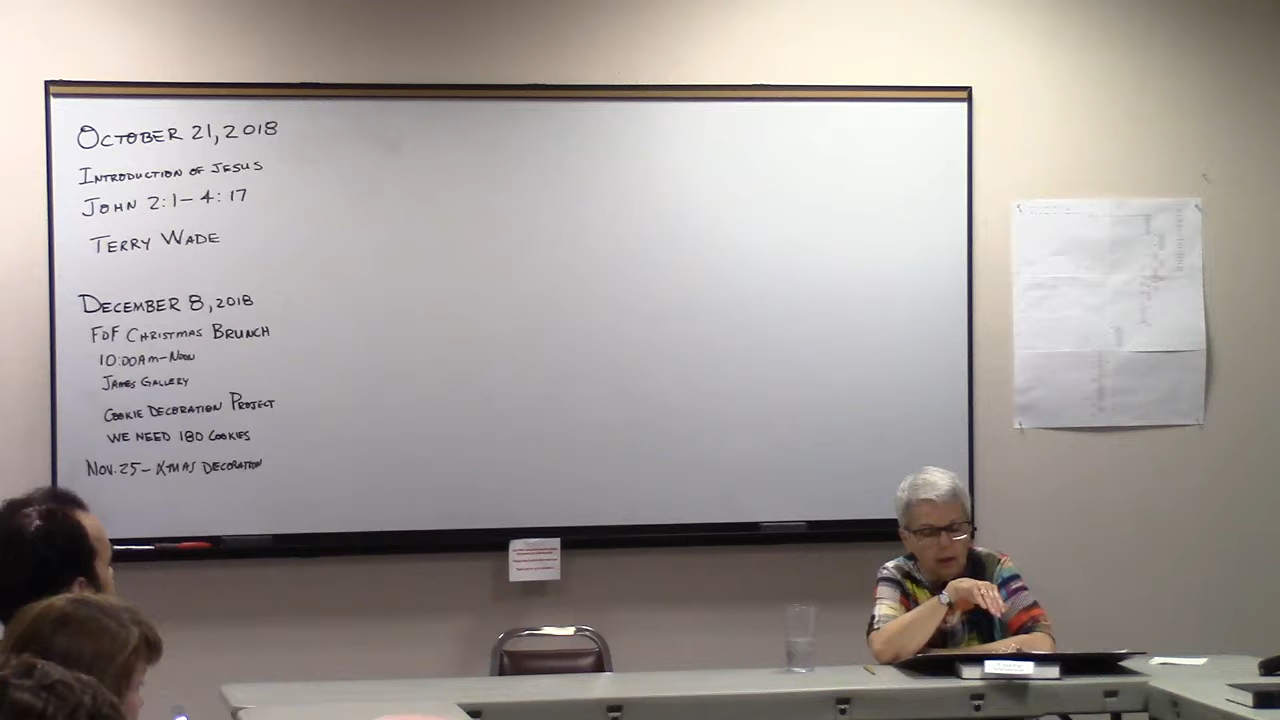 OCTOBER 21, 2018
INTRODUCTION OF JESUS
JOHN 2:1-4:17
TERRY WADE
DECEMBER 8, 2018
FOF CHRISTMAS BRUNCH
10:00AM-NOON
JAMES GALLERY
COOKIE DECORATION PROJECT
WE NEED 180 COOKIES
NOV. 25- XMAS DECORATION